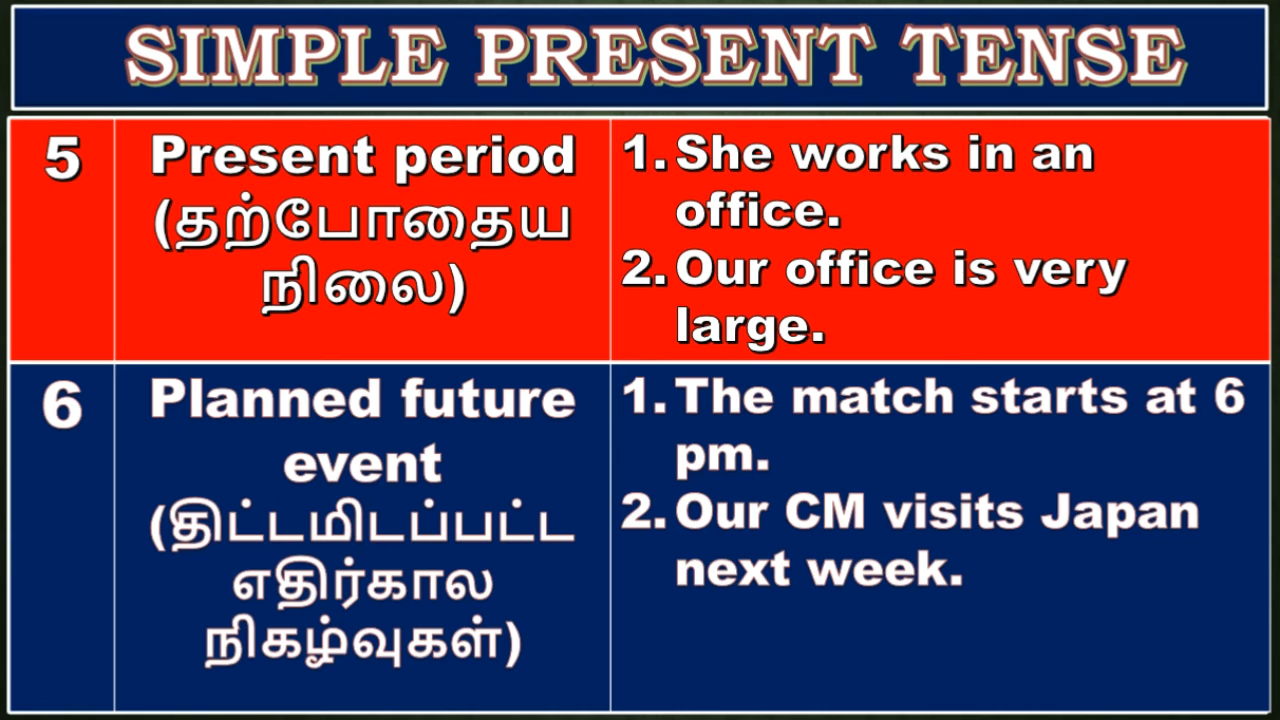 SIMPLE PRESENT TENSE
5
Present period
(தற்போதைய
நிலை)
1. She works in an
office.
2. Our office is very
large.
6
Planned future
event
(திட்டமிடப்பட்ட
எதிர்கால
நிகழ்வுகள்)
1. The match starts at 6
pm.
2. Our CM visits Japan
next week.